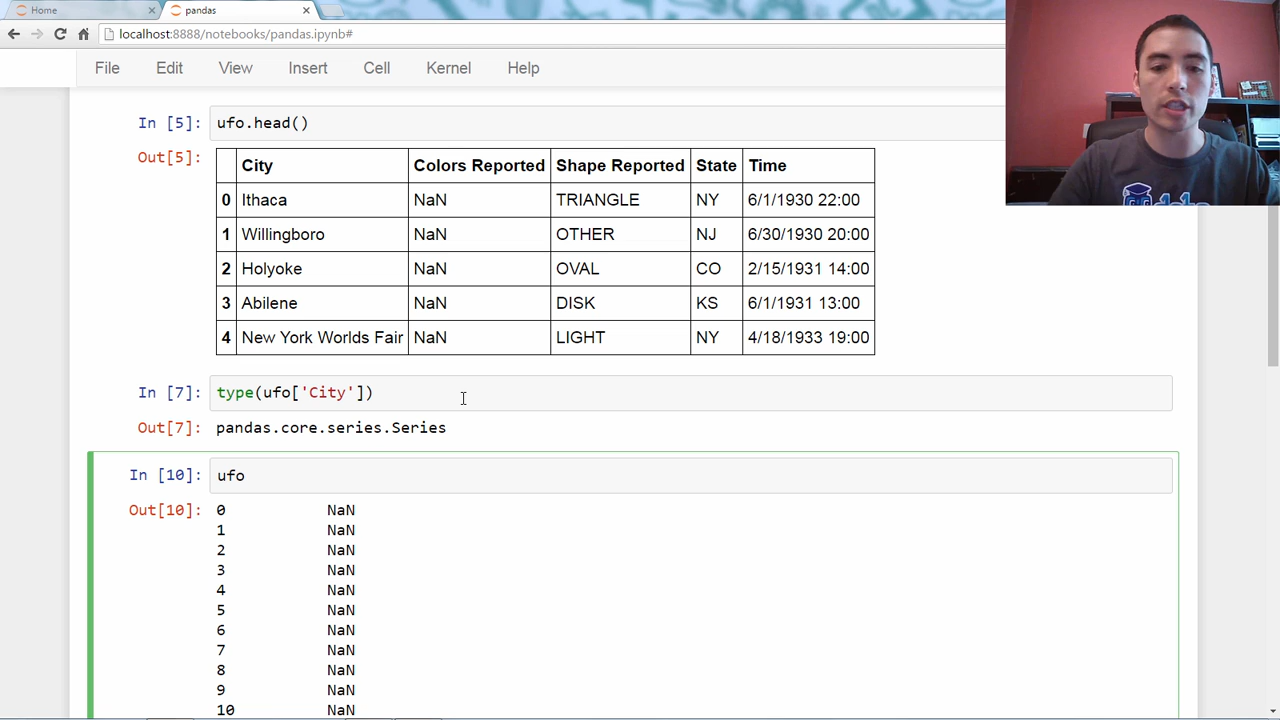 Home
pandas
localhost:8888/notebooks/pandas.ipynb#
File Edit View Insert Cell Kernel Help
In [5]: ufo.head()
Out[5]:
City Colors Reported Shape Reported State Time
0 Ithaca NaN TRIANGLE NY 6/1/1930 22:00
1 Willingboro NaN OTHER NJ 6/30/1930 20:00
2 Holyoke NaN OVAL CO 2/15/1931 14:00
3 Abilene NaN DISK KS 6/1/1931 13:00
4 New York Worlds Fair NaN LIGHT NY 4/18/1933 19:00
In [7]: type(ufo['City'])
Out[7]: pandas.core.series.Series
In [10]: ufo
Out[10]: 0 NaN
1 NaN
2 NaN
3 NaN
4 NaN
5 NaN
6 NaN
7 NaN
8 NaN
9 NaN
10 NaN